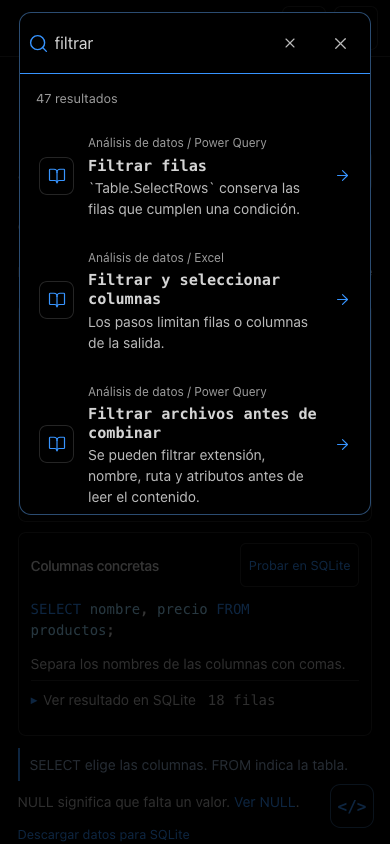 filtrar
47 resultados
Análisis de datos / Power Query
Filtrar filas
`Table.SelectRows` conserva las
filas que cumplen una condición.
Análisis de datos / Excel
Filtrar y seleccionar
columnas
Los pasos limitan filas o columnas
de la salida.
Análisis de datos / Power Query
Filtrar archivos antes de
combinar
Se pueden filtrar extensión,
nombre, ruta y atributos antes de
leer el contenido.
Columnas concretas
Probar en SQLite
SELECT nombre, precio FROM
productos;
Separa los nombres de las columnas con comas.
▸ Ver resultado en SQLite 18 filas
SELECT elige las columnas. FROM indica la tabla.
NULL significa que falta un valor. Ver NULL.
</>
Descargar datos para SQLite